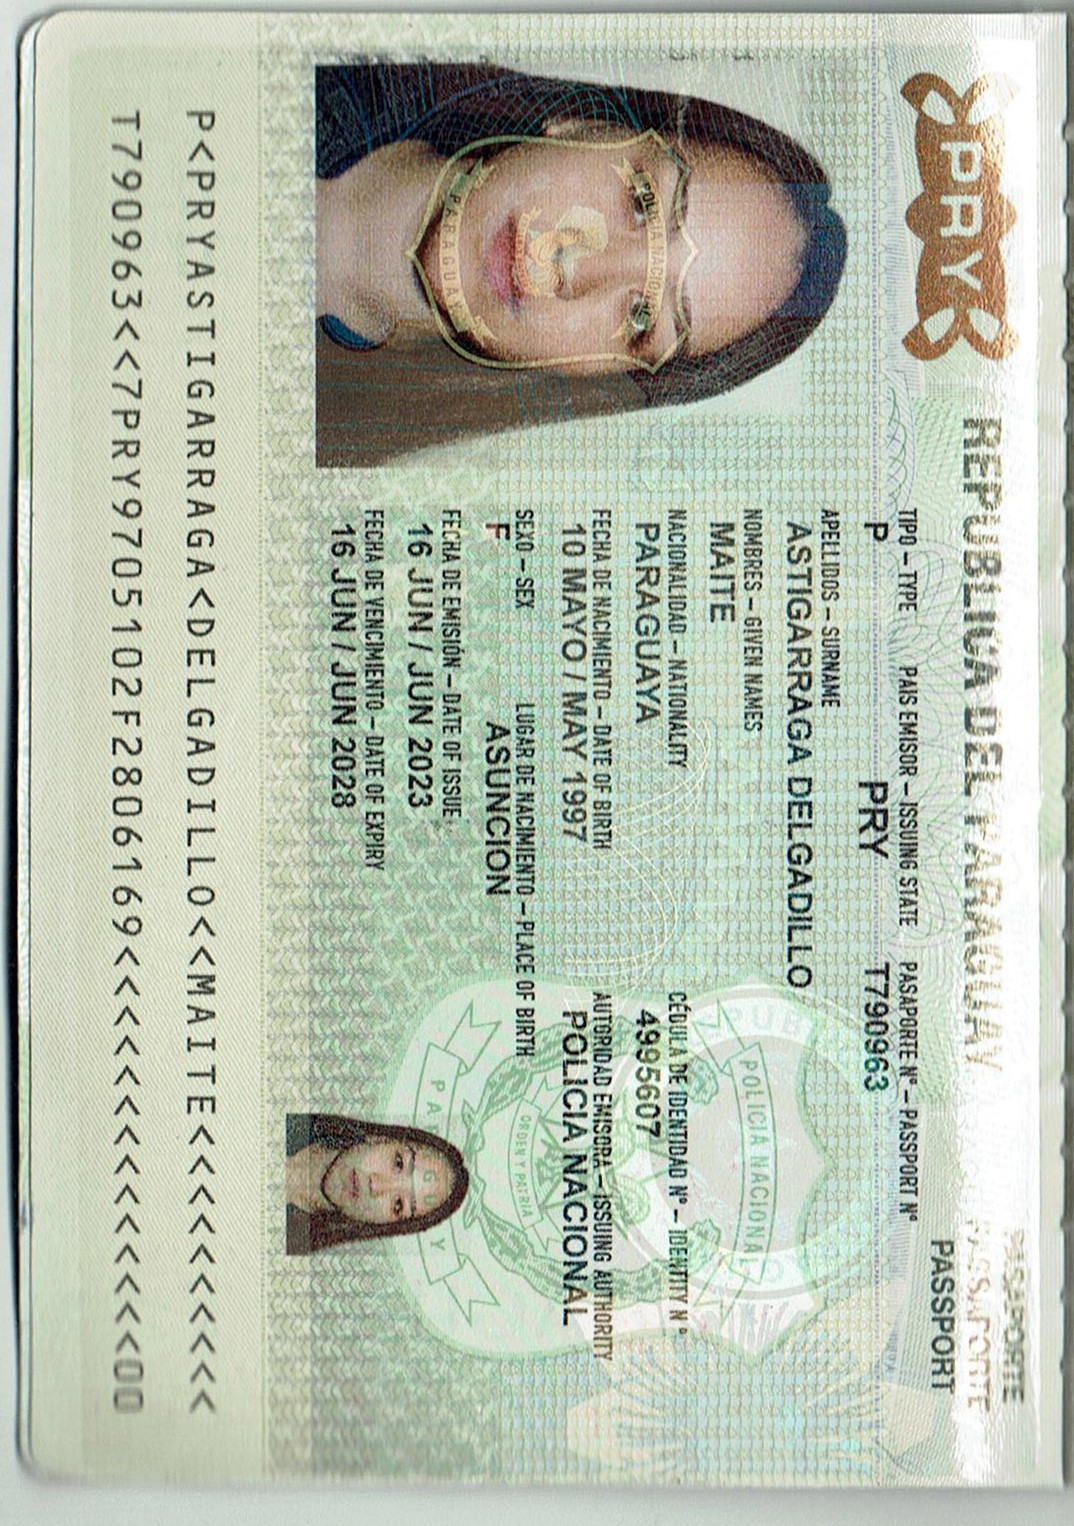 PRY
REPUBLICA DEL PARAGUAY
PASAPORTE
PASSAPORTE
PASSPORT
TIPO – TYPE PAIS EMISOR – ISSUING STATE PASAPORTE Nº – PASSPORT Nº
P PRY T790963
APELLIDOS – SURNAME
ASTIGARRAGA DELGADILLO
NOMBRES – GIVEN NAMES
MAITE
NACIONALIDAD – NATIONALITY CÉDULA DE IDENTIDAD Nº – IDENTITY N º
PARAGUAYA 4995607
FECHA DE NACIMIENTO – DATE OF BIRTH AUTORIDAD EMISORA – ISSUING AUTHORITY
10 MAYO / MAY 1997 POLICIA NACIONAL
SEXO – SEX LUGAR DE NACIMIENTO – PLACE OF BIRTH
F ASUNCION
FECHA DE EMISIÓN – DATE OF ISSUE
16 JUN / JUN 2023
FECHA DE VENCIMIENTO – DATE OF EXPIRY
16 JUN / JUN 2028
POLICIA NACIONAL
PARAGUAY
POLICIA NACIONAL
ORDEN Y PATRIA
PARAGUAY
P<PRYASTIGARRAGA<DELGADILLO<<MAITE<<<<<<<<<<
T790963<<7PRY9705102F2806169<<<<<<<<<<<<<<00